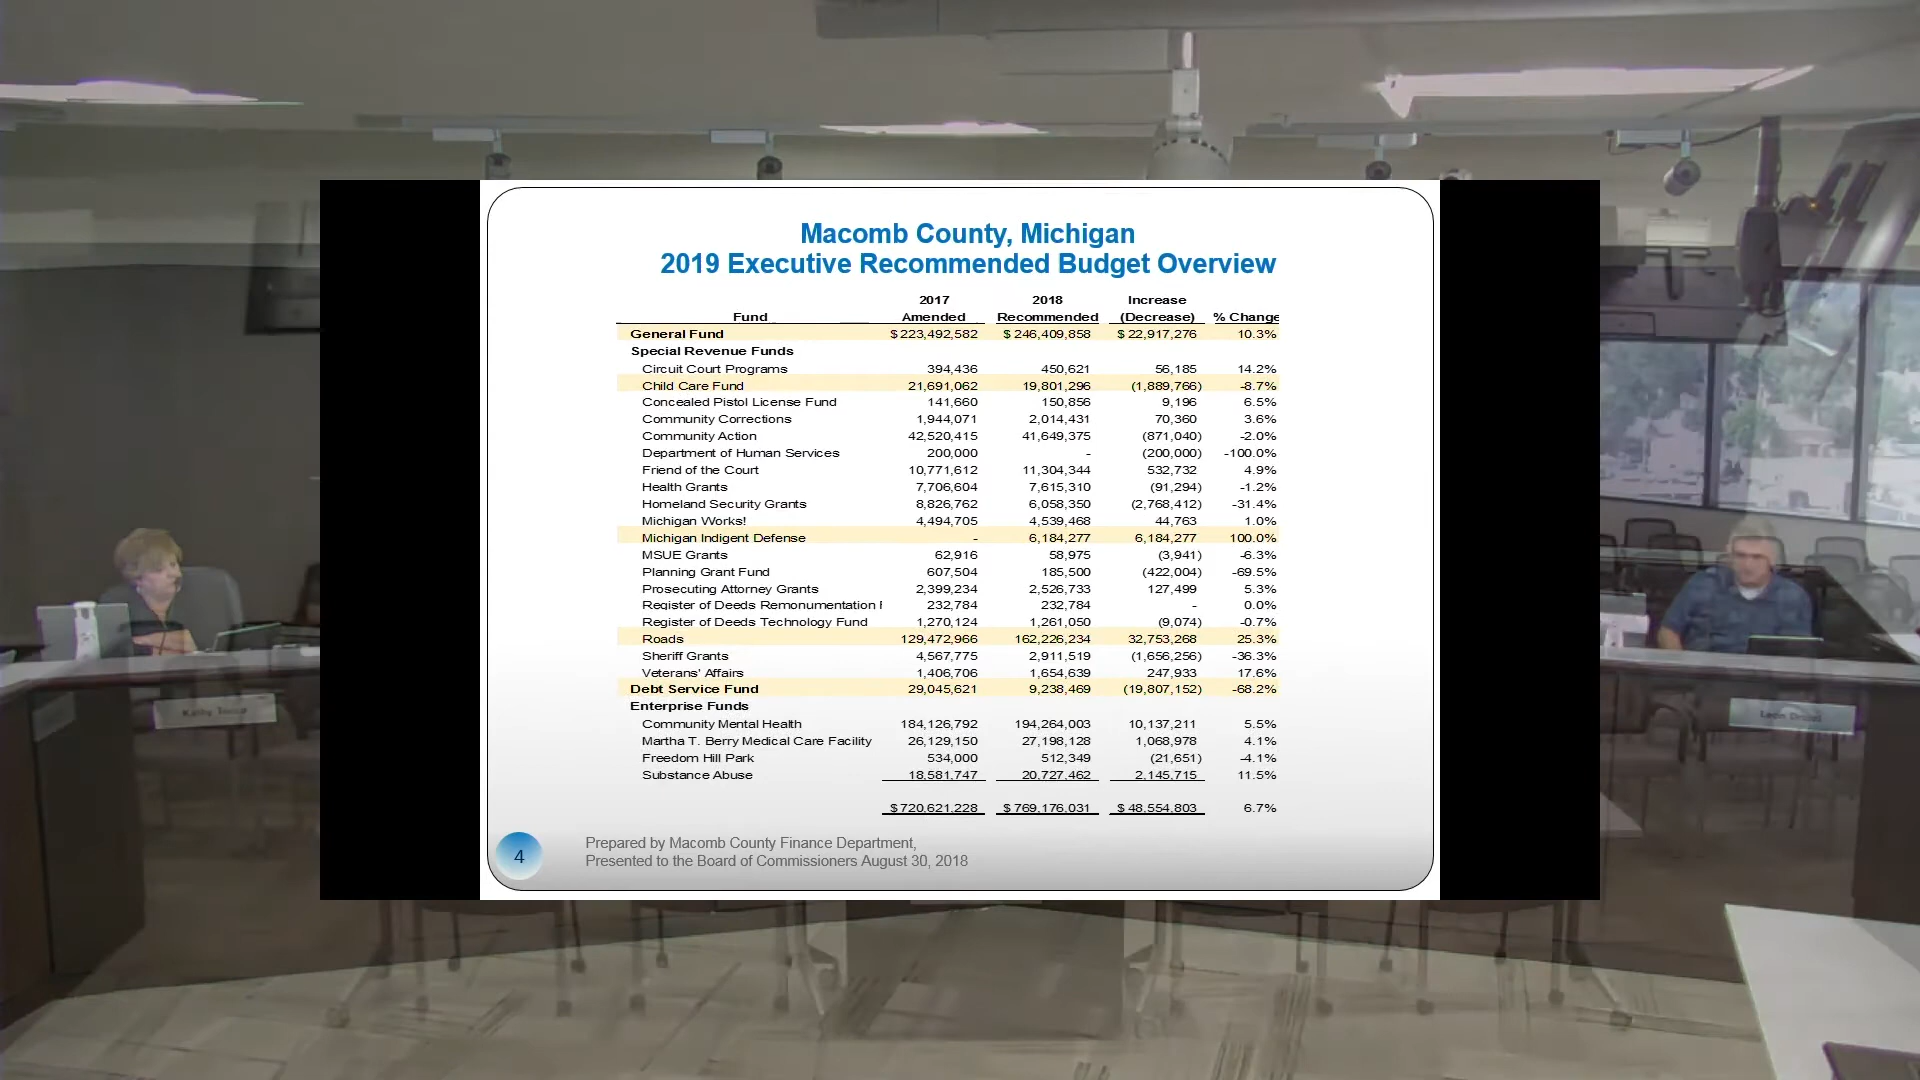 Macomb County, Michigan
2019 Executive Recommended Budget Overview
2017 2018 Increase
Fund Amended Recommended (Decrease) % Change
General Fund $ 223,492,582 $ 246,409,858 $ 22,917,276 10.3%
Special Revenue Funds
Circuit Court Programs 394,436 450,621 56,185 14.2%
Child Care Fund 21,691,062 19,801,296 (1,889,766) -8.7%
Concealed Pistol License Fund 141,660 150,856 9,196 6.5%
Community Corrections 1,944,071 2,014,431 70,360 3.6%
Community Action 42,520,415 41,649,375 (871,040) -2.0%
Department of Human Services 200,000 - (200,000) -100.0%
Friend of the Court 10,771,612 11,304,344 532,732 4.9%
Health Grants 7,706,604 7,615,310 (91,294) -1.2%
Homeland Security Grants 8,826,762 6,058,350 (2,768,412) -31.4%
Michigan Works! 4,494,705 4,539,468 44,763 1.0%
Michigan Indigent Defense - 6,184,277 6,184,277 100.0%
MSUE Grants 62,916 58,975 (3,941) -6.3%
Planning Grant Fund 607,504 185,500 (422,004) -69.5%
Prosecuting Attorney Grants 2,399,234 2,526,733 127,499 5.3%
Register of Deeds Remonumentation 232,784 232,784 - 0.0%
Register of Deeds Technology Fund 1,270,124 1,261,050 (9,074) -0.7%
Roads 129,472,966 162,226,234 32,753,268 25.3%
Sheriff Grants 4,567,775 2,911,519 (1,656,256) -36.3%
Veterans' Affairs 1,406,706 1,654,639 247,933 17.6%
Debt Service Fund 29,045,621 9,238,469 (19,807,152) -68.2%
Enterprise Funds
Community Mental Health 184,126,792 194,264,003 10,137,211 5.5%
Martha T. Berry Medical Care Facility 26,129,150 27,198,128 1,068,978 4.1%
Freedom Hill Park 534,000 512,349 (21,651) -4.1%
Substance Abuse 18,581,747 20,727,462 2,145,715 11.5%
$ 720,621,228 $ 769,176,031 $ 48,554,803 6.7%
Prepared by Macomb County Finance Department,
4 Presented to the Board of Commissioners August 30, 2018